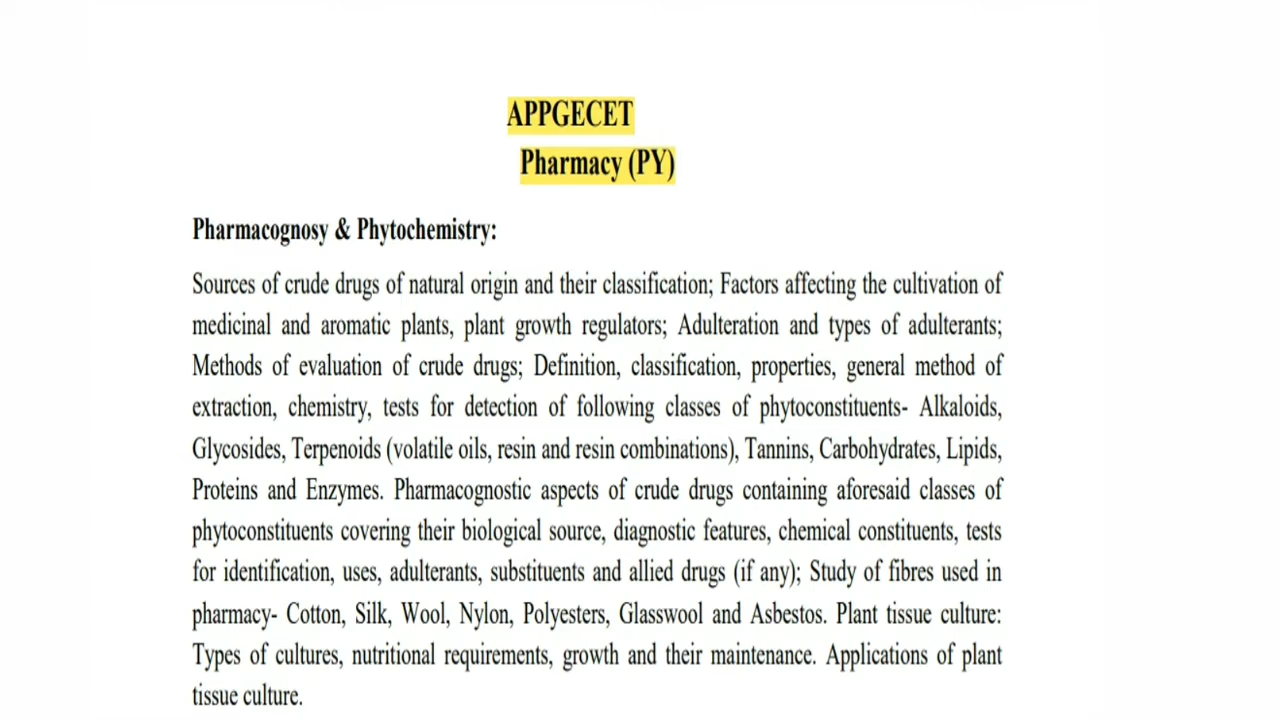 APPGECET
Pharmacy (PY)
Pharmacognosy & Phytochemistry:
Sources of crude drugs of natural origin and their classification; Factors affecting the cultivation of
medicinal and aromatic plants, plant growth regulators; Adulteration and types of adulterants;
Methods of evaluation of crude drugs; Definition, classification, properties, general method of
extraction, chemistry, tests for detection of following classes of phytoconstituents- Alkaloids,
Glycosides, Terpenoids (volatile oils, resin and resin combinations), Tannins, Carbohydrates, Lipids,
Proteins and Enzymes. Pharmacognostic aspects of crude drugs containing aforesaid classes of
phytoconstituents covering their biological source, diagnostic features, chemical constituents, tests
for identification, uses, adulterants, substituents and allied drugs (if any); Study of fibres used in
pharmacy- Cotton, Silk, Wool, Nylon, Polyesters, Glasswool and Asbestos. Plant tissue culture:
Types of cultures, nutritional requirements, growth and their maintenance. Applications of plant
tissue culture.